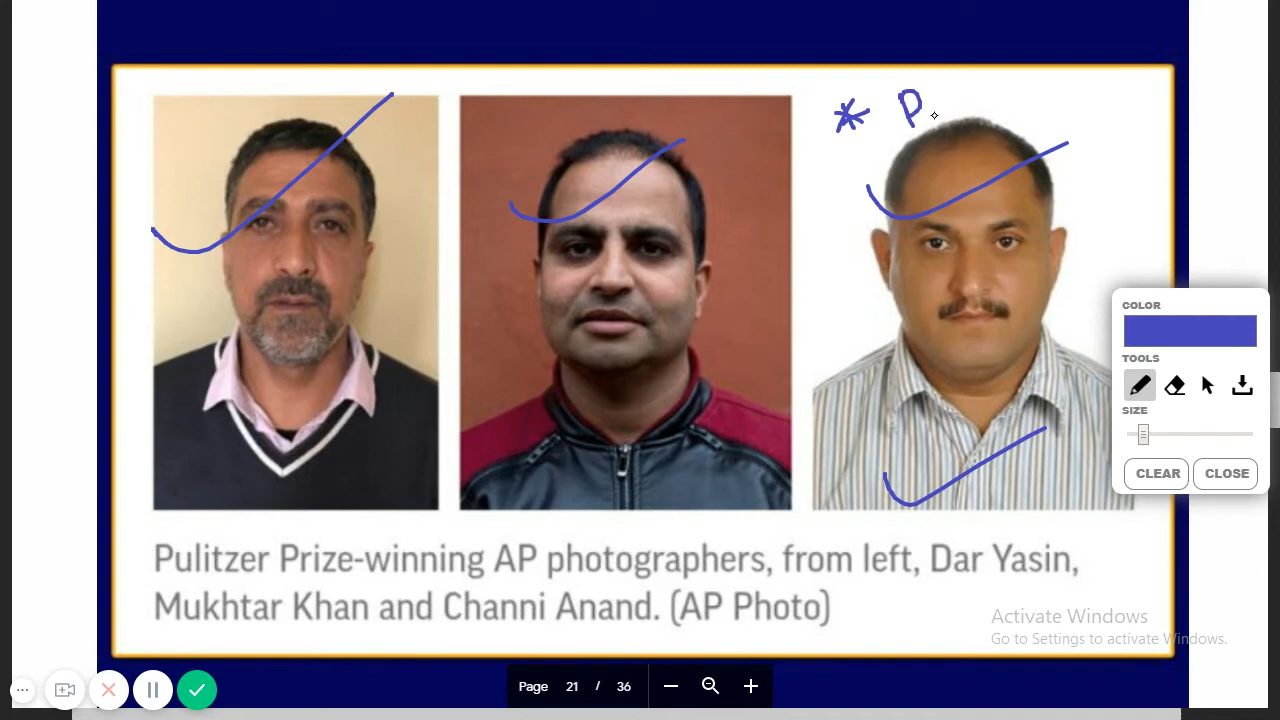 * P
COLOR
TOOLS
SIZE
CLEAR CLOSE
Pulitzer Prize-winning AP photographers, from left, Dar Yasin,
Mukhtar Khan and Channi Anand. (AP Photo)
Activate Windows
Go to Settings to activate Windows.
Page 21 / 36